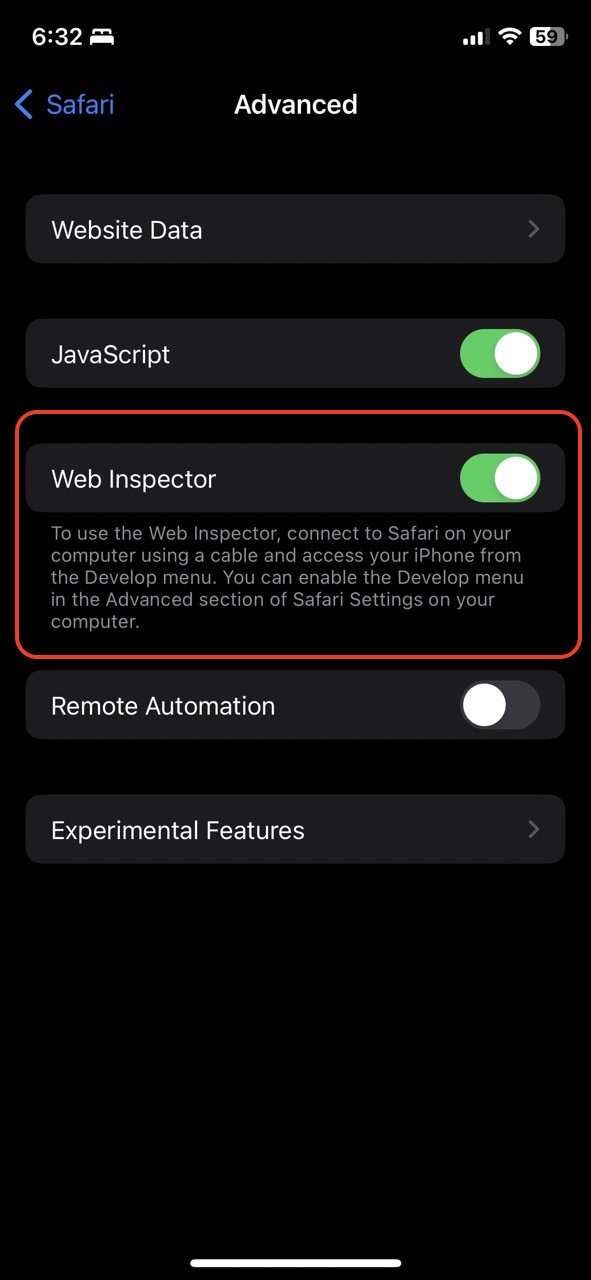 6:32
59
Safari
Advanced
Website Data
JavaScript
Web Inspector
To use the Web Inspector, connect to Safari on your
computer using a cable and access your iPhone from
the Develop menu. You can enable the Develop menu
in the Advanced section of Safari Settings on your
computer.
Remote Automation
Experimental Features